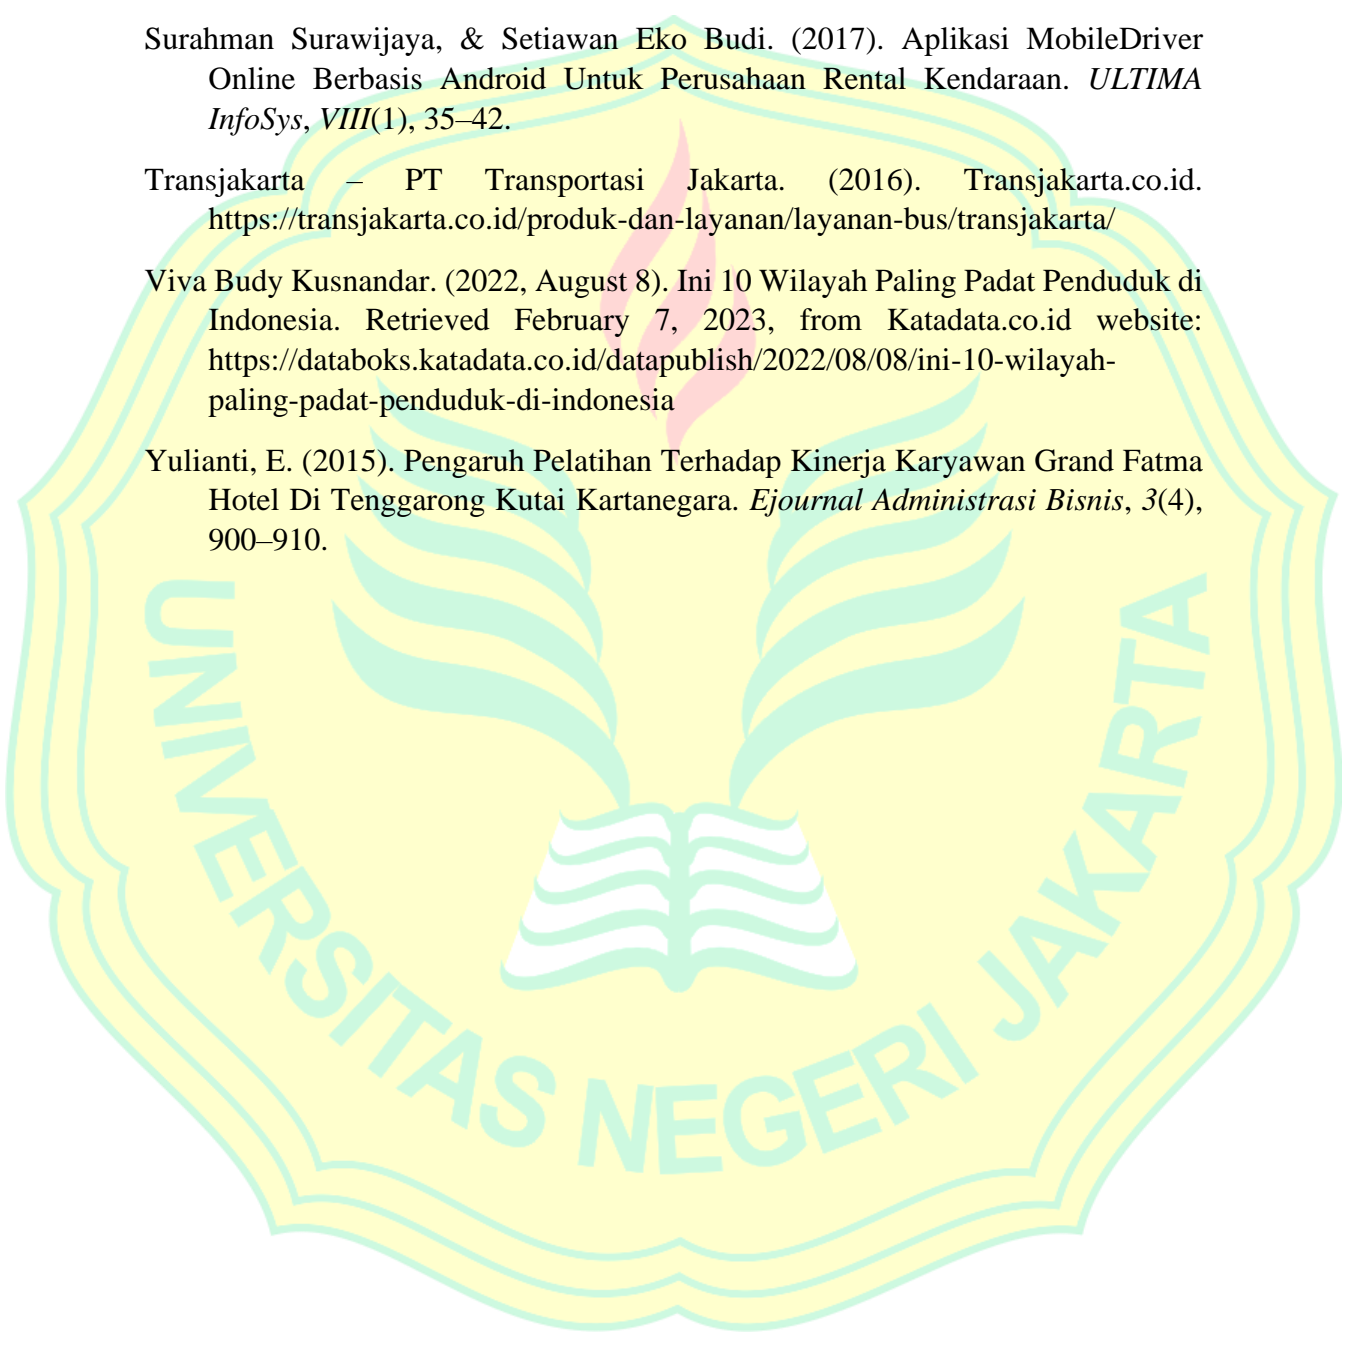 Surahman Surawijaya, & Setiawan Eko Budi. (2017). Aplikasi MobileDriver
Online Berbasis Android Untuk Perusahaan Rental Kendaraan. ULTIMA
InfoSys, VIII(1), 35–42.
Transjakarta – PT Transportasi Jakarta. (2016). Transjakarta.co.id.
https://transjakarta.co.id/produk-dan-layanan/layanan-bus/transjakarta/
Viva Budy Kusnandar. (2022, August 8). Ini 10 Wilayah Paling Padat Penduduk di
Indonesia. Retrieved February 7, 2023, from Katadata.co.id website:
https://databoks.katadata.co.id/datapublish/2022/08/08/ini-10-wilayah-
paling-padat-penduduk-di-indonesia
Yulianti, E. (2015). Pengaruh Pelatihan Terhadap Kinerja Karyawan Grand Fatma
Hotel Di Tenggarong Kutai Kartanegara. Ejournal Administrasi Bisnis, 3(4),
900–910.
UNIVERSITAS NEGERI JAKARTA